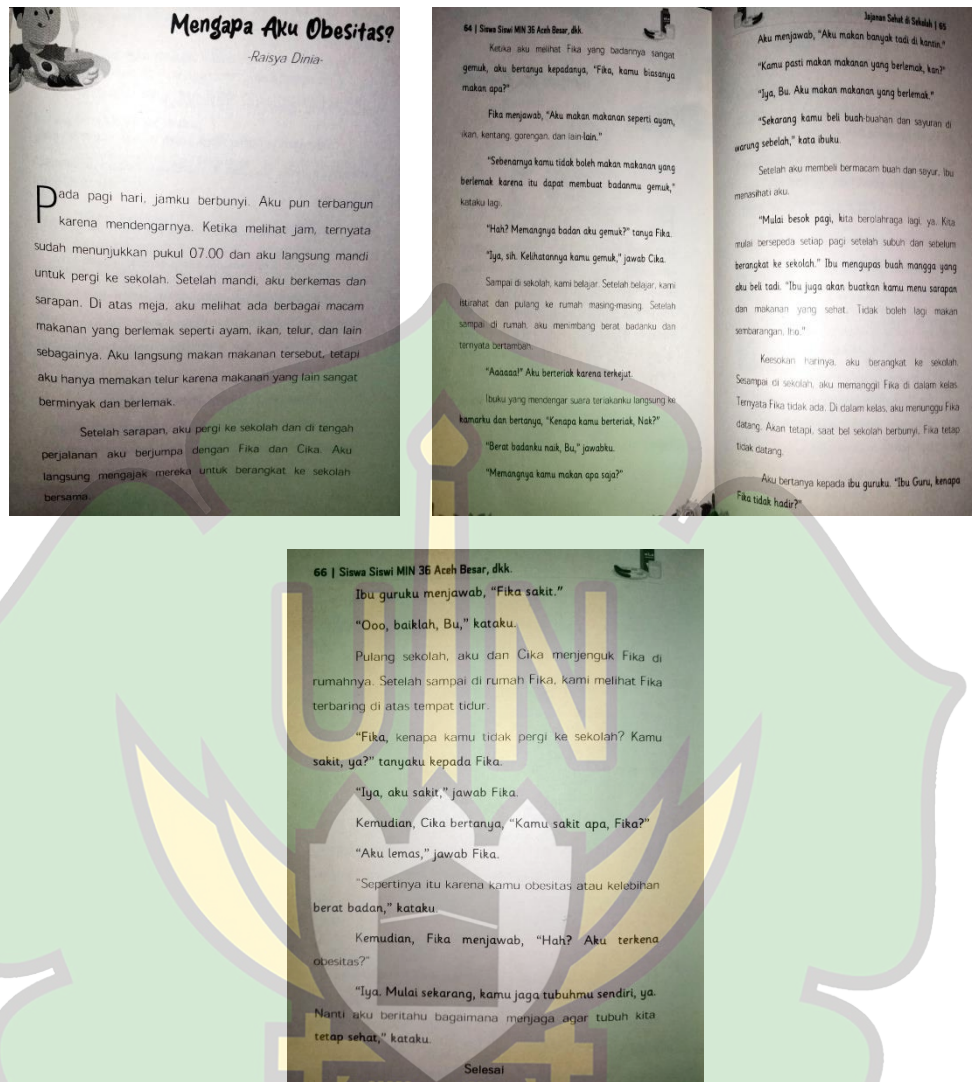 Mengapa Aku Obesitas?
-Raisya Dinia-
Pada pagi hari, jamku berbunyi. Aku pun terbangun
karena mendengarnya. Ketika melihat jam, ternyata
sudah menunjukkan pukul 07.00 dan aku langsung mandi
untuk pergi ke sekolah. Setelah mandi, aku berkemas dan
sarapan. Di atas meja, aku melihat ada berbagai macam
makanan yang berlemak seperti ayam, ikan, telur, dan lain
sebagainya. Aku langsung makan makanan tersebut, tetapi
aku hanya memakan telur karena makanan yang lain sangat
berminyak dan berlemak.
Setelah sarapan, aku pergi ke sekolah dan di tengah
perjalanan aku berjumpa dengan Fika dan Cika. Aku
langsung mengajak mereka untuk berangkat ke sekolah
bersama.
64 | Siswa Siswi MIN 36 Aceh Besar, dkk.
Ketika aku melihat Fika yang badannya sangat
gemuk, aku bertanya kepadanya, "Fika, kamu biasanya
makan apa?"
Fika menjawab, "Aku makan makanan seperti ayam,
ikan, kentang, gorengan, dan lain-lain."
"Sebenarnya kamu tidak boleh makan makanan yang
berlemak karena itu dapat membuat badanmu gemuk,"
kataku lagi.
"Hah? Memangnya badan aku gemuk?" tanya Fika.
"Iya, sih. Kelihatannya kamu gemuk," jawab Cika.
Sampai di sekolah, kami belajar. Setelah belajar, kami
istirahat dan pulang ke rumah masing-masing. Setelah
sampai di rumah, aku menimbang berat badanku dan
ternyata bertambah.
"Aaaaaa!" Aku berteriak karena terkejut.
Ibuku yang mendengar suara teriakanku langsung ke
kamarku dan bertanya, "Kenapa kamu berteriak, Nak?"
"Berat badanku naik, Bu," jawabku.
"Memangnya kamu makan apa saja?"
Jajanan Sehat di Sekolah | 65
Aku menjawab, "Aku makan banyak tadi di kantin."
"Kamu pasti makan makanan yang berlemak, kan?"
"Iya, Bu. Aku makan makanan yang berlemak."
"Sekarang kamu beli buah-buahan dan sayuran di
warung sebelah," kata ibuku.
Setelah aku membeli bermacam buah dan sayur, ibu
menasihati aku.
"Mulai besok pagi, kita berolahraga lagi, ya. Kita
mulai bersepeda setiap pagi setelah subuh dan sebelum
berangkat ke sekolah." Ibu mengupas buah mangga yang
aku beli tadi. "Ibu juga akan buatkan kamu menu sarapan
dan makanan yang sehat. Tidak boleh lagi makan
sembarangan, lho."
Keesokan harinya, aku berangkat ke sekolah.
Sesampai di sekolah, aku memanggil Fika di dalam kelas.
Ternyata Fika tidak ada. Di dalam kelas, aku menunggu Fika
datang. Akan tetapi, saat bel sekolah berbunyi, Fika tetap
tidak datang.
Aku bertanya kepada ibu guruku. "Ibu Guru, kenapa
Fika tidak hadir?"
66 | Siswa Siswi MIN 36 Aceh Besar, dkk.
Ibu guruku menjawab, "Fika sakit."
"Ooo, baiklah, Bu," kataku.
Pulang sekolah, aku dan Cika menjenguk Fika di
rumahnya. Setelah sampai di rumah Fika, kami melihat Fika
terbaring di atas tempat tidur.
"Fika, kenapa kamu tidak pergi ke sekolah? Kamu
sakit, ya?" tanyaku kepada Fika.
"Iya, aku sakit," jawab Fika.
Kemudian, Cika bertanya, "Kamu sakit apa, Fika?"
"Aku lemas," jawab Fika.
"Sepertinya itu karena kamu obesitas atau kelebihan
berat badan," kataku
Kemudian, Fika menjawab, "Hah? Aku terkena
obesitas?"
"Iya. Mulai sekarang, kamu jaga tubuhmu sendiri, ya.
Nanti aku beritahu bagaimana menjaga agar tubuh kita
tetap sehat," kataku.
Selesai
UIN